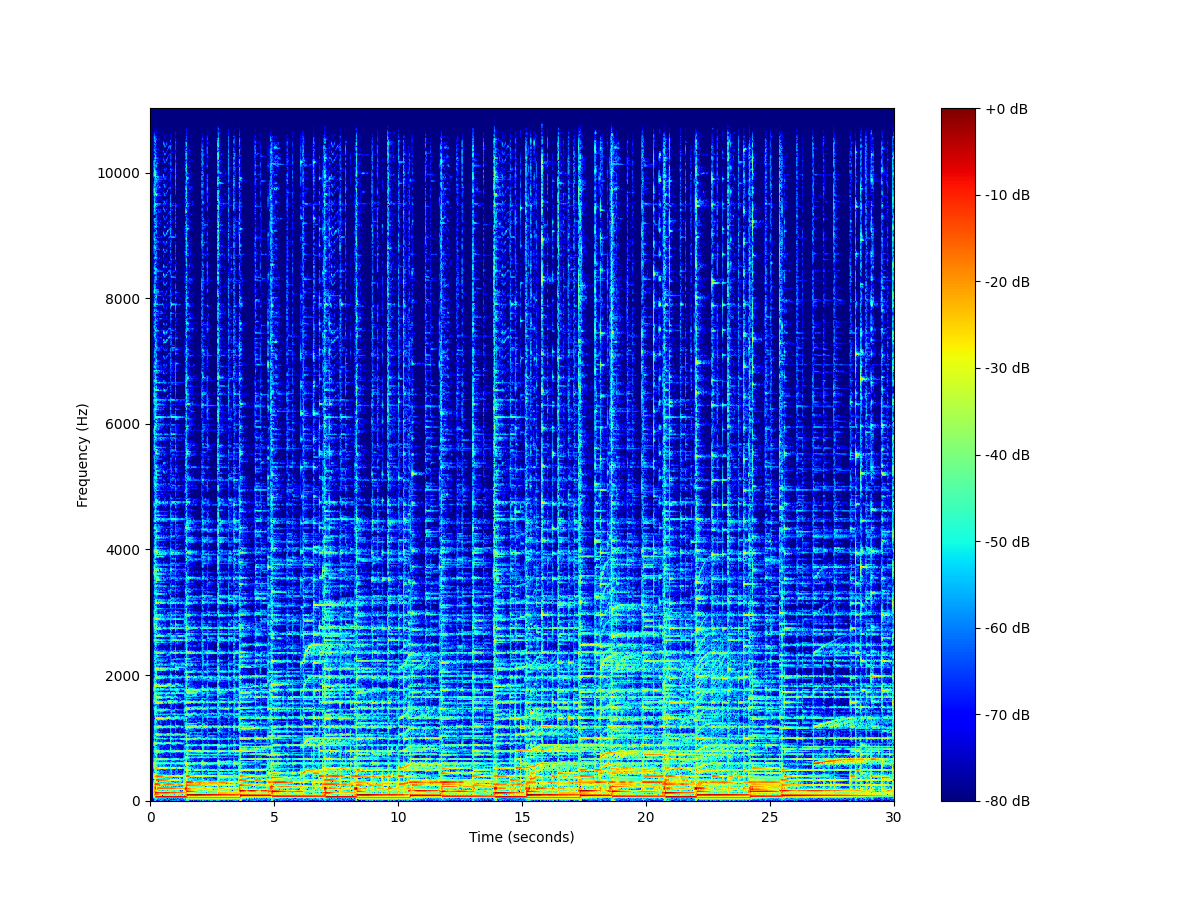 +0 dB
-10 dB
-20 dB
-30 dB
-40 dB
-50 dB
-60 dB
-70 dB
-80 dB
10000
8000
6000
4000
2000
0
Frequency (Hz)
0 5 10 15 20 25 30
Time (seconds)